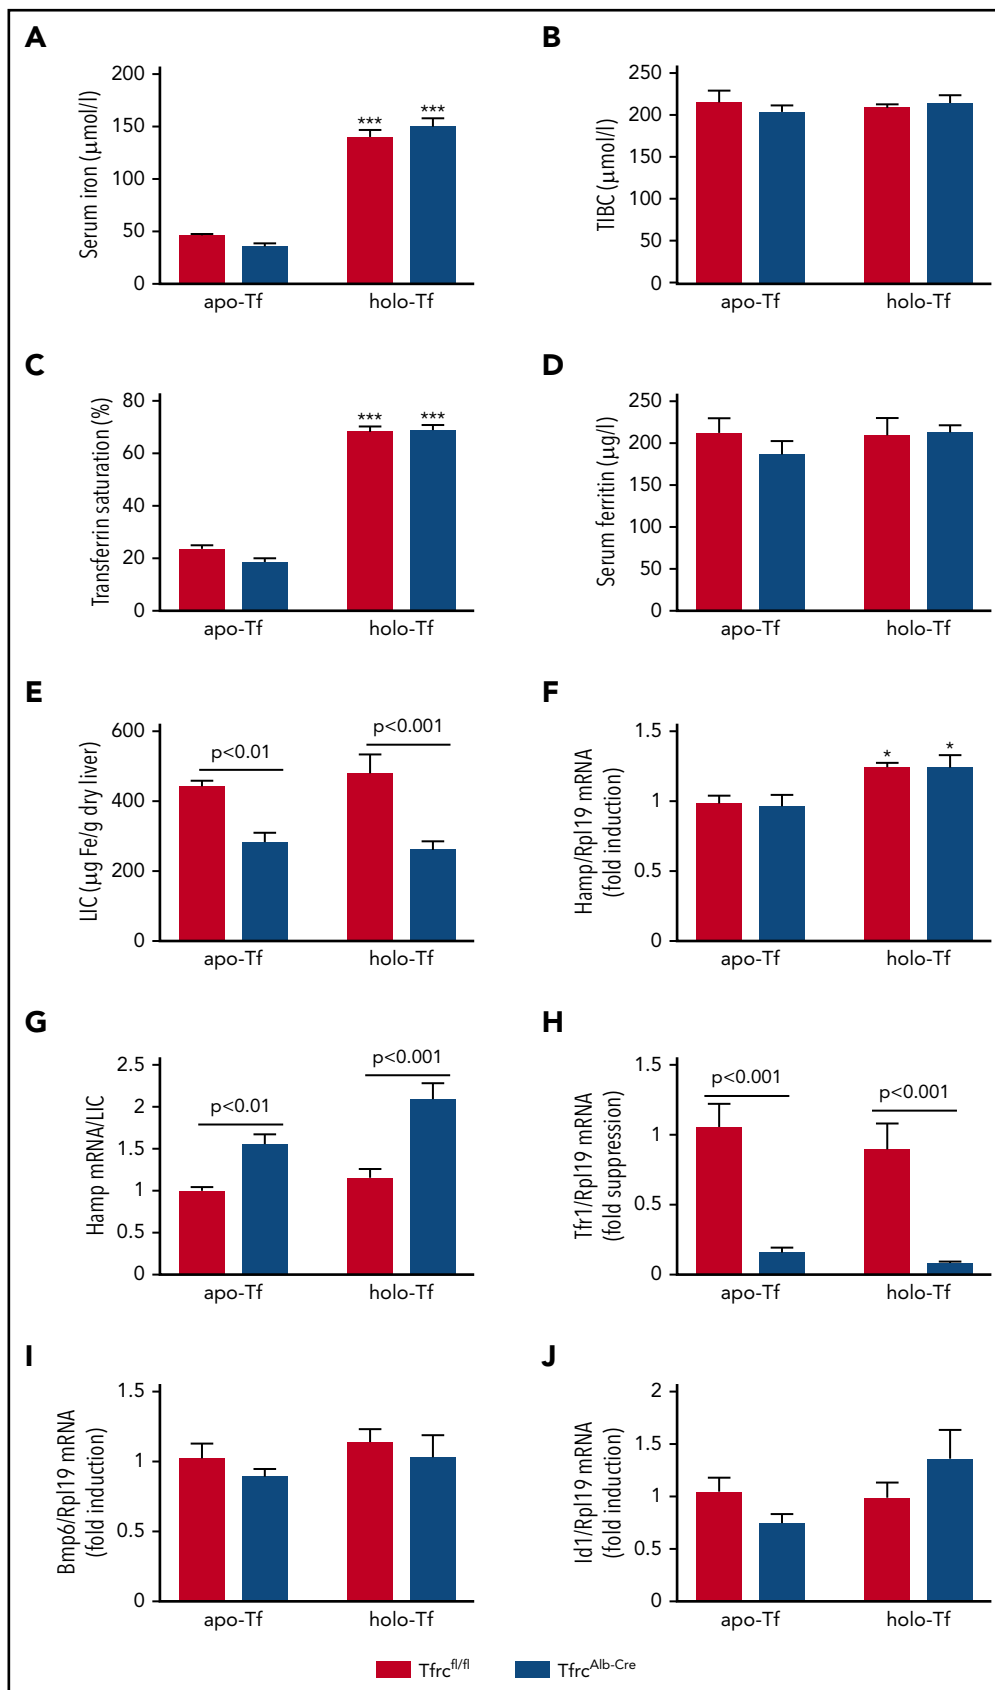 A
Serum iron (μmol/l)
200
150
100
50
0
***
***
apo-Tf
holo-Tf
B
TIBC (μmol/l)
250
200
150
100
50
0
apo-Tf
holo-Tf
C
Transferrin saturation (%)
80
60
40
20
0
***
***
apo-Tf
holo-Tf
D
Serum ferritin (μg/l)
250
200
150
100
50
0
apo-Tf
holo-Tf
E
LIC (μg Fe/g dry liver)
600
400
200
0
p<0.01
p<0.001
apo-Tf
holo-Tf
F
Hamp/Rpl19 mRNA
(fold induction)
1.5
1
0.5
0
*
*
apo-Tf
holo-Tf
G
Hamp mRNA/LIC
2.5
2
1.5
1
0.5
0
p<0.01
p<0.001
apo-Tf
holo-Tf
H
Tfr1/Rpl19 mRNA
(fold suppression)
1.5
1
0.5
0
p<0.001
p<0.001
apo-Tf
holo-Tf
I
Bmp6/Rpl19 mRNA
(fold induction)
1.5
1
0.5
0
apo-Tf
holo-Tf
J
Id1/Rpl19 mRNA
(fold induction)
2
1.5
1
0.5
0
apo-Tf
holo-Tf
Tfrc^fl/fl
Tfrc^Alb-Cre